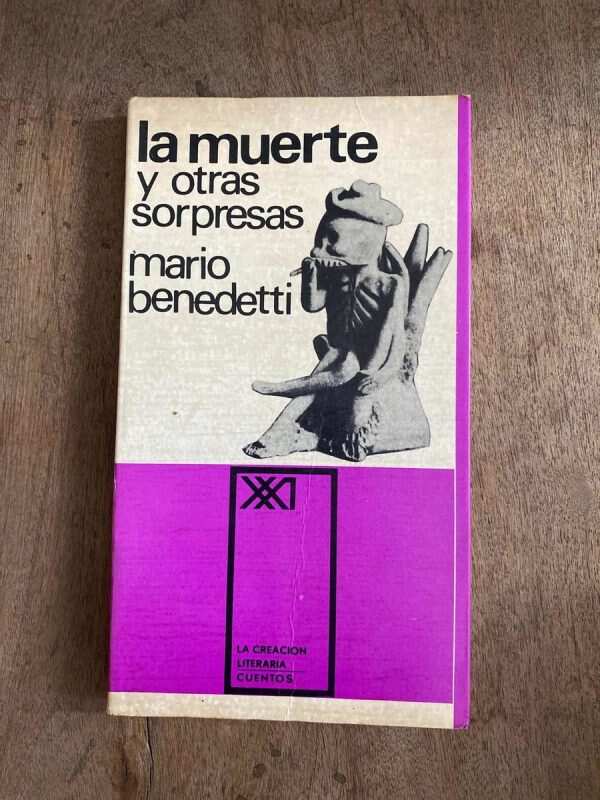 la muerte
y otras
sorpresas
mario
benedetti
XXI
LA CREACION
LITERARIA
CUENTOS